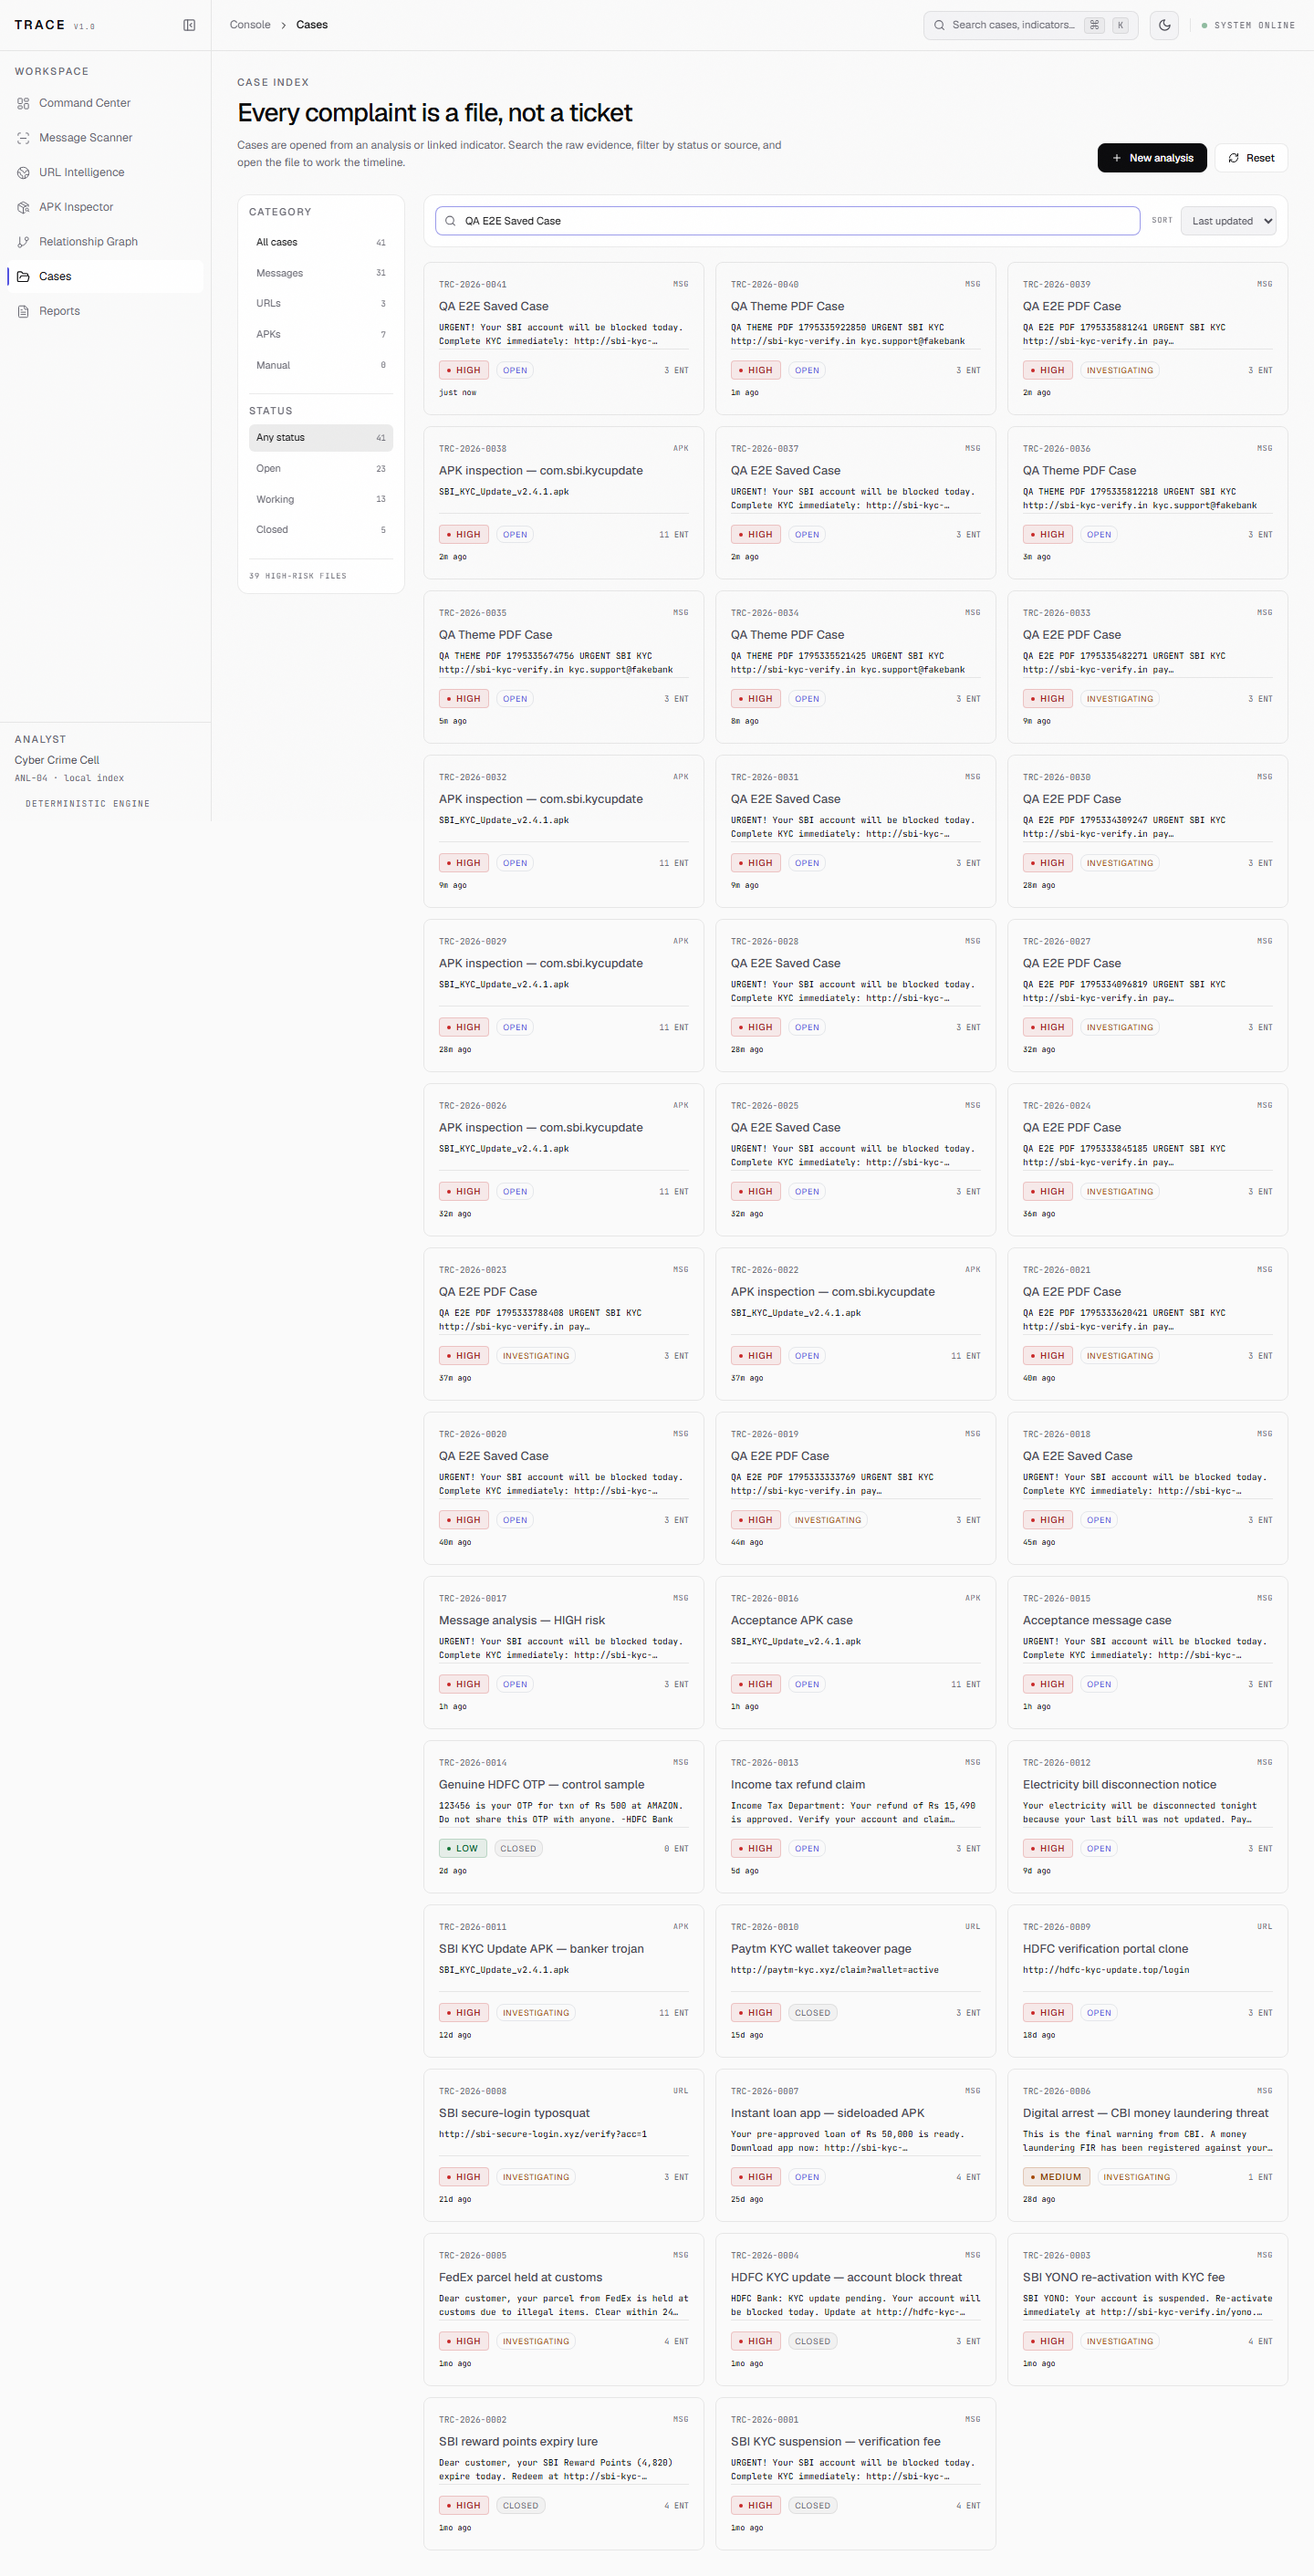 TRACE V1.0
Console > Cases
Search cases, indicators... ⌘ K
SYSTEM ONLINE
WORKSPACE
Command Center
Message Scanner
URL Intelligence
APK Inspector
Relationship Graph
Cases
Reports
ANALYST
Cyber Crime Cell
ANL-04 · local index
DETERMINISTIC ENGINE
CASE INDEX
Every complaint is a file, not a ticket
Cases are opened from an analysis or linked indicator. Search the raw evidence, filter by status or source, and
open the file to work the timeline.
New analysis
Reset
CATEGORY
All cases 41
Messages 31
URLs 3
APKs 7
Manual 0
STATUS
Any status 41
Open 23
Working 13
Closed 5
39 HIGH-RISK FILES
QA E2E Saved Case
SORT Last updated
TRC-2026-0041 MSG
QA E2E Saved Case
URGENT! Your SBI account will be blocked today.
Complete KYC immediately: http://sbi-kyc-…
HIGH OPEN 3 ENT
just now
TRC-2026-0040 MSG
QA Theme PDF Case
QA THEME PDF 1795335922850 URGENT SBI KYC
http://sbi-kyc-verify.in kyc.support@fakebank
HIGH OPEN 3 ENT
1m ago
TRC-2026-0039 MSG
QA E2E PDF Case
QA E2E PDF 1795335881241 URGENT SBI KYC
http://sbi-kyc-verify.in pay…
HIGH INVESTIGATING 3 ENT
2m ago
TRC-2026-0038 APK
APK inspection — com.sbi.kycupdate
SBI_KYC_Update_v2.4.1.apk
HIGH OPEN 11 ENT
2m ago
TRC-2026-0037 MSG
QA E2E Saved Case
URGENT! Your SBI account will be blocked today.
Complete KYC immediately: http://sbi-kyc-…
HIGH OPEN 3 ENT
2m ago
TRC-2026-0036 MSG
QA Theme PDF Case
QA THEME PDF 1795335812218 URGENT SBI KYC
http://sbi-kyc-verify.in kyc.support@fakebank
HIGH OPEN 3 ENT
3m ago
TRC-2026-0035 MSG
QA Theme PDF Case
QA THEME PDF 1795335674756 URGENT SBI KYC
http://sbi-kyc-verify.in kyc.support@fakebank
HIGH OPEN 3 ENT
5m ago
TRC-2026-0034 MSG
QA Theme PDF Case
QA THEME PDF 1795335521425 URGENT SBI KYC
http://sbi-kyc-verify.in kyc.support@fakebank
HIGH OPEN 3 ENT
8m ago
TRC-2026-0033 MSG
QA E2E PDF Case
QA E2E PDF 1795335482271 URGENT SBI KYC
http://sbi-kyc-verify.in pay…
HIGH INVESTIGATING 3 ENT
9m ago
TRC-2026-0032 APK
APK inspection — com.sbi.kycupdate
SBI_KYC_Update_v2.4.1.apk
HIGH OPEN 11 ENT
9m ago
TRC-2026-0031 MSG
QA E2E Saved Case
URGENT! Your SBI account will be blocked today.
Complete KYC immediately: http://sbi-kyc-…
HIGH OPEN 3 ENT
9m ago
TRC-2026-0030 MSG
QA E2E PDF Case
QA E2E PDF 1795334309247 URGENT SBI KYC
http://sbi-kyc-verify.in pay…
HIGH INVESTIGATING 3 ENT
28m ago
TRC-2026-0029 APK
APK inspection — com.sbi.kycupdate
SBI_KYC_Update_v2.4.1.apk
HIGH OPEN 11 ENT
28m ago
TRC-2026-0028 MSG
QA E2E Saved Case
URGENT! Your SBI account will be blocked today.
Complete KYC immediately: http://sbi-kyc-…
HIGH OPEN 3 ENT
28m ago
TRC-2026-0027 MSG
QA E2E PDF Case
QA E2E PDF 1795334096819 URGENT SBI KYC
http://sbi-kyc-verify.in pay…
HIGH INVESTIGATING 3 ENT
32m ago
TRC-2026-0026 APK
APK inspection — com.sbi.kycupdate
SBI_KYC_Update_v2.4.1.apk
HIGH OPEN 11 ENT
32m ago
TRC-2026-0025 MSG
QA E2E Saved Case
URGENT! Your SBI account will be blocked today.
Complete KYC immediately: http://sbi-kyc-…
HIGH OPEN 3 ENT
32m ago
TRC-2026-0024 MSG
QA E2E PDF Case
QA E2E PDF 1795333845185 URGENT SBI KYC
http://sbi-kyc-verify.in pay…
HIGH INVESTIGATING 3 ENT
36m ago
TRC-2026-0023 MSG
QA E2E PDF Case
QA E2E PDF 1795333788408 URGENT SBI KYC
http://sbi-kyc-verify.in pay…
HIGH INVESTIGATING 3 ENT
37m ago
TRC-2026-0022 APK
APK inspection — com.sbi.kycupdate
SBI_KYC_Update_v2.4.1.apk
HIGH OPEN 11 ENT
37m ago
TRC-2026-0021 MSG
QA E2E PDF Case
QA E2E PDF 1795333620421 URGENT SBI KYC
http://sbi-kyc-verify.in pay…
HIGH INVESTIGATING 3 ENT
40m ago
TRC-2026-0020 MSG
QA E2E Saved Case
URGENT! Your SBI account will be blocked today.
Complete KYC immediately: http://sbi-kyc-…
HIGH OPEN 3 ENT
40m ago
TRC-2026-0019 MSG
QA E2E PDF Case
QA E2E PDF 1795333333769 URGENT SBI KYC
http://sbi-kyc-verify.in pay…
HIGH INVESTIGATING 3 ENT
44m ago
TRC-2026-0018 MSG
QA E2E Saved Case
URGENT! Your SBI account will be blocked today.
Complete KYC immediately: http://sbi-kyc-…
HIGH OPEN 3 ENT
45m ago
TRC-2026-0017 MSG
Message analysis — HIGH risk
URGENT! Your SBI account will be blocked today.
Complete KYC immediately: http://sbi-kyc-…
HIGH OPEN 3 ENT
1h ago
TRC-2026-0016 APK
Acceptance APK case
SBI_KYC_Update_v2.4.1.apk
HIGH OPEN 11 ENT
1h ago
TRC-2026-0015 MSG
Acceptance message case
URGENT! Your SBI account will be blocked today.
Complete KYC immediately: http://sbi-kyc-…
HIGH OPEN 3 ENT
1h ago
TRC-2026-0014 MSG
Genuine HDFC OTP — control sample
123456 is your OTP for txn of Rs 500 at AMAZON.
Do not share this OTP with anyone. -HDFC Bank
LOW CLOSED 0 ENT
2d ago
TRC-2026-0013 MSG
Income tax refund claim
Income Tax Department: Your refund of Rs 15,490
is approved. Verify your account and claim…
HIGH OPEN 3 ENT
5d ago
TRC-2026-0012 MSG
Electricity bill disconnection notice
Your electricity will be disconnected tonight
because your last bill was not updated. Pay…
HIGH OPEN 3 ENT
9d ago
TRC-2026-0011 APK
SBI KYC Update APK — banker trojan
SBI_KYC_Update_v2.4.1.apk
HIGH INVESTIGATING 11 ENT
12d ago
TRC-2026-0010 URL
Paytm KYC wallet takeover page
http://paytm-kyc.xyz/claim?wallet=active
HIGH CLOSED 3 ENT
15d ago
TRC-2026-0009 URL
HDFC verification portal clone
http://hdfc-kyc-update.top/login
HIGH OPEN 3 ENT
18d ago
TRC-2026-0008 URL
SBI secure-login typosquat
http://sbi-secure-login.xyz/verify?acc=1
HIGH INVESTIGATING 3 ENT
21d ago
TRC-2026-0007 MSG
Instant loan app — sideloaded APK
Your pre-approved loan of Rs 50,000 is ready.
Download app now: http://sbi-kyc-…
HIGH OPEN 4 ENT
25d ago
TRC-2026-0006 MSG
Digital arrest — CBI money laundering threat
This is the final warning from CBI. A money
laundering FIR has been registered against your…
MEDIUM INVESTIGATING 1 ENT
28d ago
TRC-2026-0005 MSG
FedEx parcel held at customs
Dear customer, your parcel from FedEx is held at
customs due to illegal items. Clear within 24…
HIGH INVESTIGATING 4 ENT
1mo ago
TRC-2026-0004 MSG
HDFC KYC update — account block threat
HDFC Bank: KYC update pending. Your account will
be blocked today. Update at http://hdfc-kyc-…
HIGH CLOSED 3 ENT
1mo ago
TRC-2026-0003 MSG
SBI YONO re-activation with KYC fee
SBI YONO: Your account is suspended. Re-activate
immediately at http://sbi-kyc-verify.in/yono.…
HIGH INVESTIGATING 4 ENT
1mo ago
TRC-2026-0002 MSG
SBI reward points expiry lure
Dear customer, your SBI Reward Points (4,820)
expire today. Redeem at http://sbi-kyc-…
HIGH CLOSED 4 ENT
1mo ago
TRC-2026-0001 MSG
SBI KYC suspension — verification fee
URGENT! Your SBI account will be blocked today.
Complete KYC immediately: http://sbi-kyc-…
HIGH CLOSED 4 ENT
1mo ago